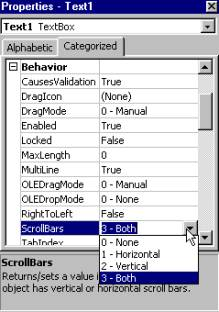 Properties - Text1
Text1 TextBox
Alphabetic Categorized
Behavior
CausesValidation True
DragIcon (None)
DragMode 0 - Manual
Enabled True
Locked False
MaxLength 0
MultiLine True
OLEDragMode 0 - Manual
OLEDropMode 0 - None
RightToLeft False
ScrollBars 3 - Both
TabIndex
0 - None
1 - Horizontal
2 - Vertical
3 - Both
ScrollBars
Returns/sets a value i
object has vertical or horizontal scroll bars.